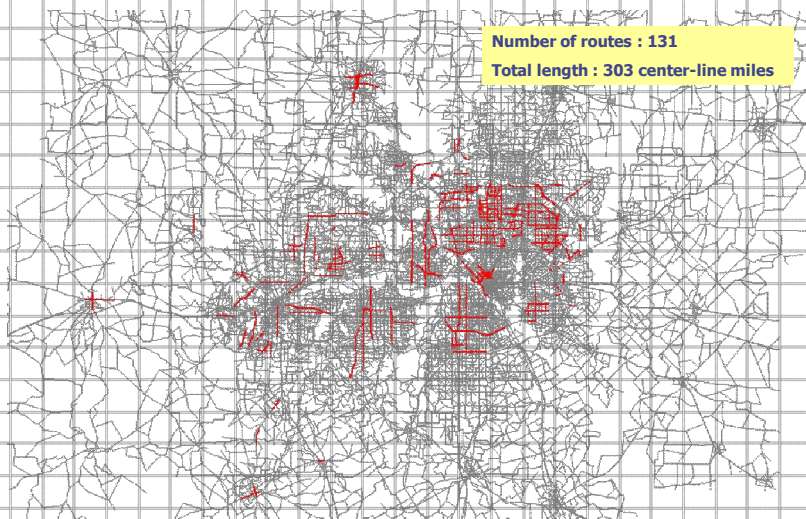 Number of routes : 131
Total length : 303 center-line miles